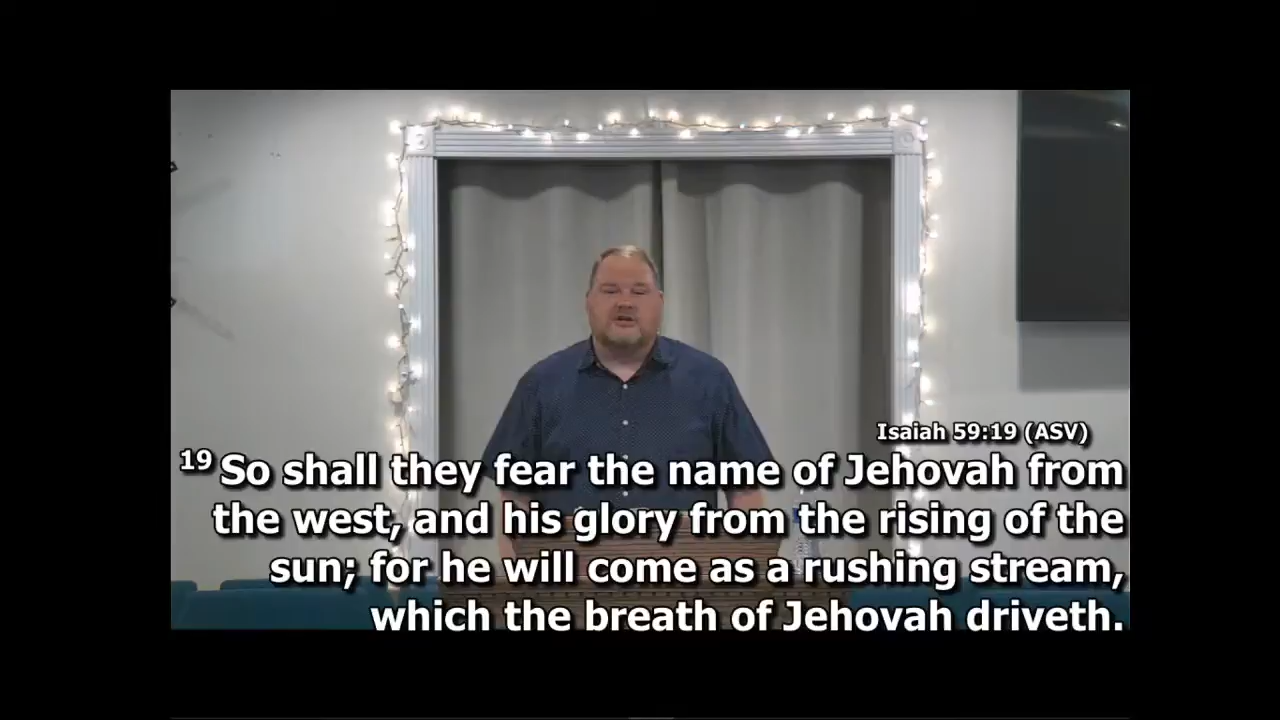 Isaiah 59:19 (ASV)
19 So shall they fear the name of Jehovah from
the west, and his glory from the rising of the
sun; for he will come as a rushing stream,
which the breath of Jehovah driveth.